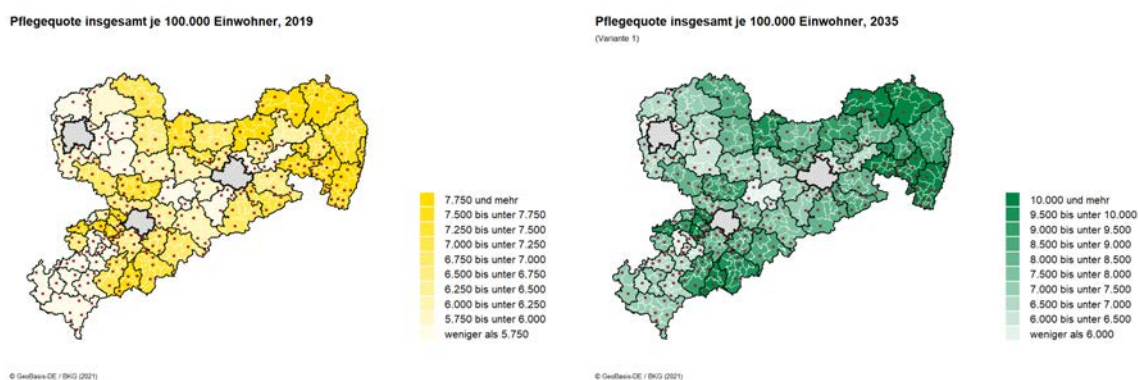 Pflegequote insgesamt je 100.000 Einwohner, 2019
7.750 und mehr
7.500 bis unter 7.750
7.250 bis unter 7.500
7.000 bis unter 7.250
6.750 bis unter 7.000
6.500 bis unter 6.750
6.250 bis unter 6.500
6.000 bis unter 6.250
5.750 bis unter 6.000
weniger als 5.750
© GeoBasis-DE / BKG (2021)
Pflegequote insgesamt je 100.000 Einwohner, 2035
(Variante 1)
10.000 und mehr
9.500 bis unter 10.000
9.000 bis unter 9.500
8.500 bis unter 9.000
8.000 bis unter 8.500
7.500 bis unter 8.000
7.000 bis unter 7.500
6.500 bis unter 7.000
6.000 bis unter 6.500
weniger als 6.000
© GeoBasis-DE / BKG (2021)